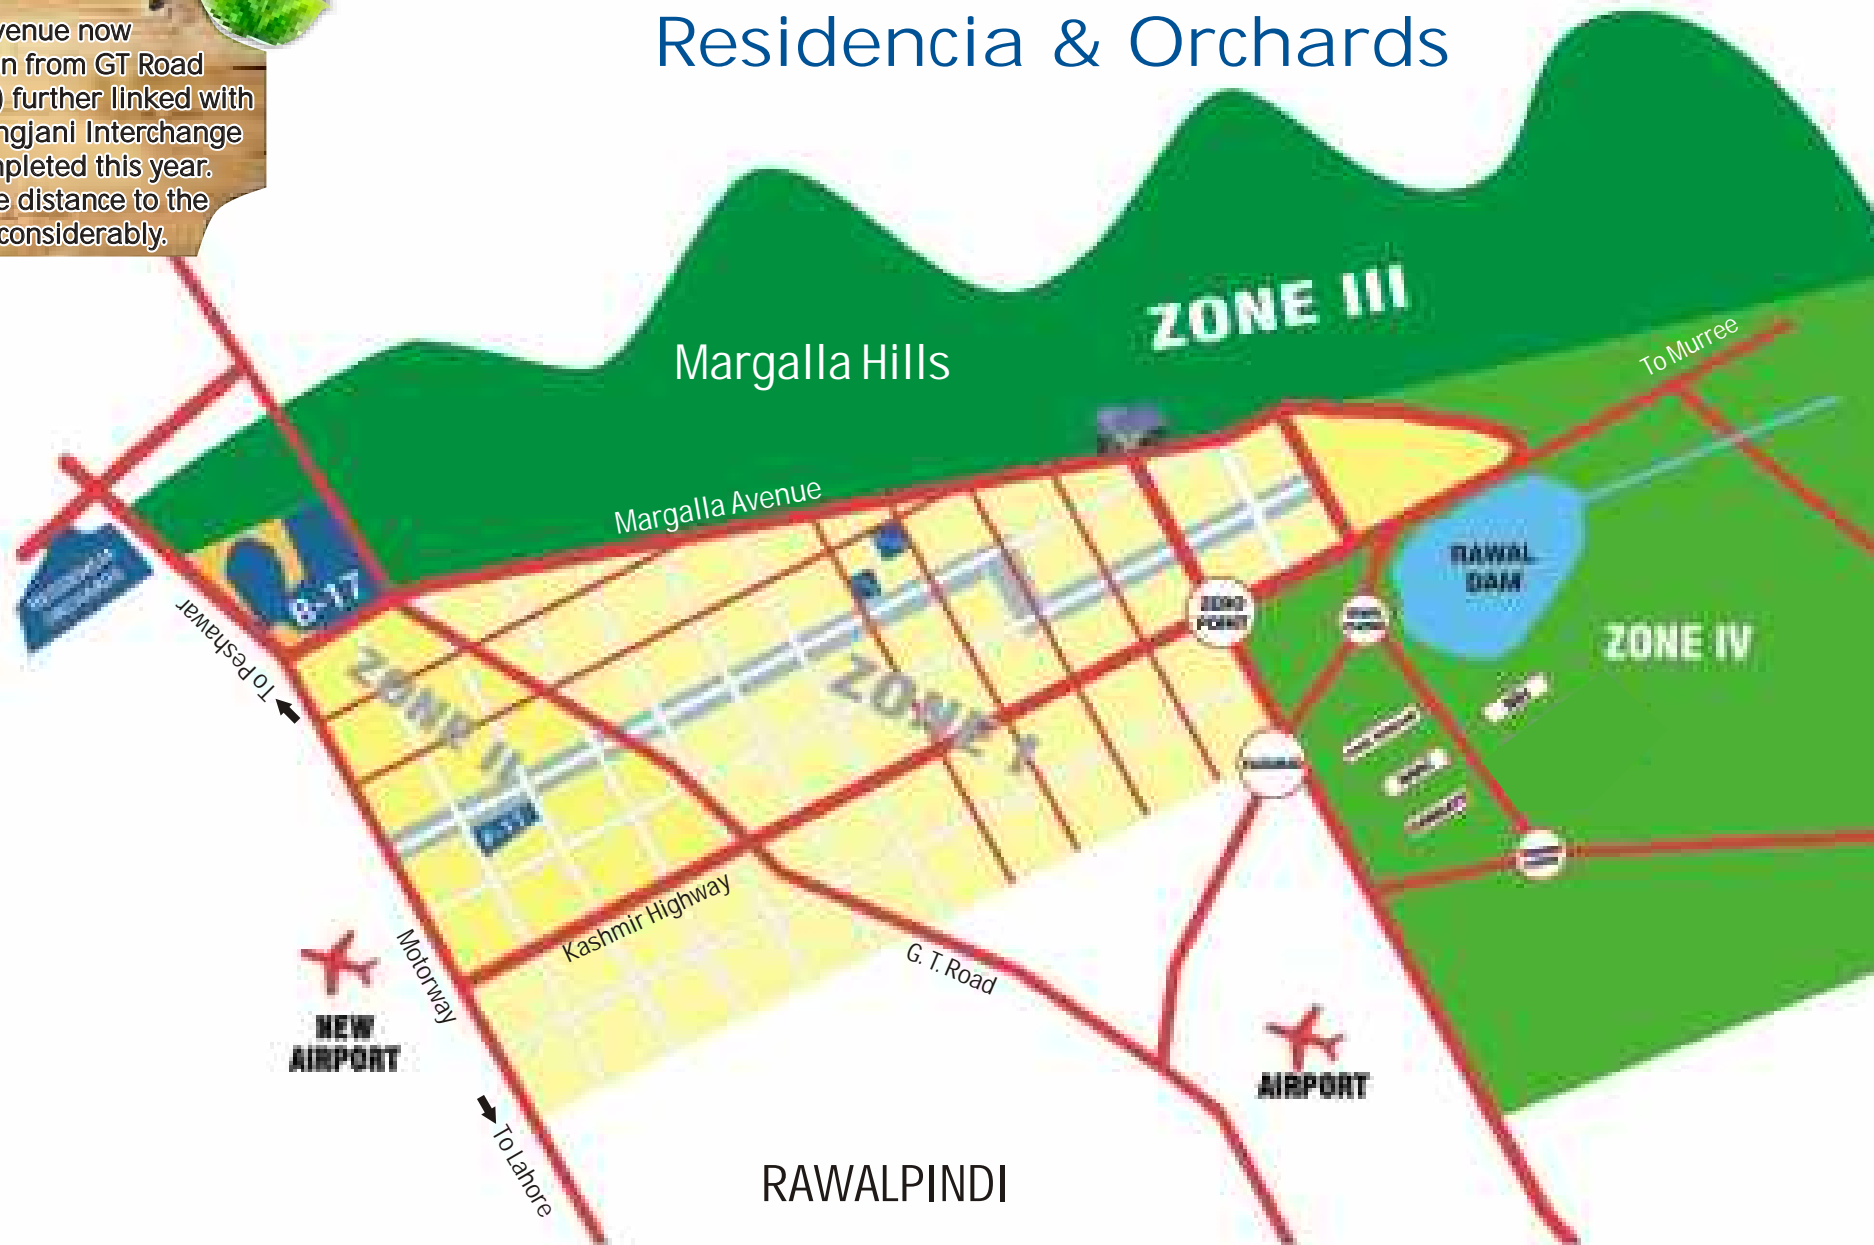 Residencia & Orchards
venue now
n from GT Road
) further linked with
ngjani Interchange
mpleted this year.
e distance to the
considerably.
ZONE III
Margalla Hills
To Murree
Margalla Avenue
RAWAL
DAM
B-17
ZERO
POINT
ZONE IV
To Peshawar
ZONE II
ZONE I
Kashmir Highway
G. T. Road
Motorway
NEW
AIRPORT
AIRPORT
To Lahore
RAWALPINDI